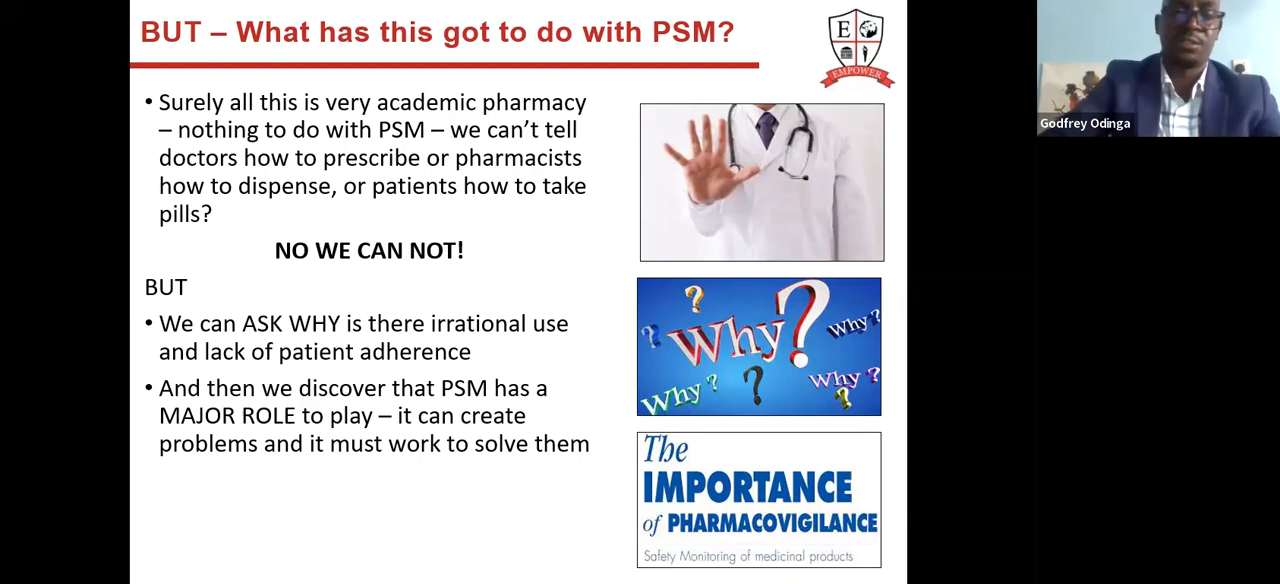 BUT – What has this got to do with PSM?
E
EMPOWER
Godfrey Odinga
• Surely all this is very academic pharmacy
– nothing to do with PSM – we can’t tell
doctors how to prescribe or pharmacists
how to dispense, or patients how to take
pills?
NO WE CAN NOT!
BUT
• We can ASK WHY is there irrational use
and lack of patient adherence
• And then we discover that PSM has a
MAJOR ROLE to play – it can create
problems and it must work to solve them
?
?
Why?
Why?
Why?
?
Why?
?
The
IMPORTANCE
of PHARMACOVIGILANCE
Safety Monitoring of medicinal products